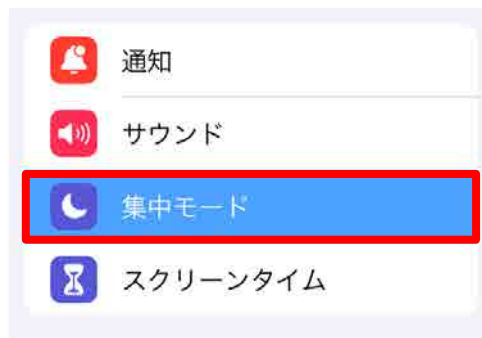 通知
サウンド
集中モード
スクリーンタイム